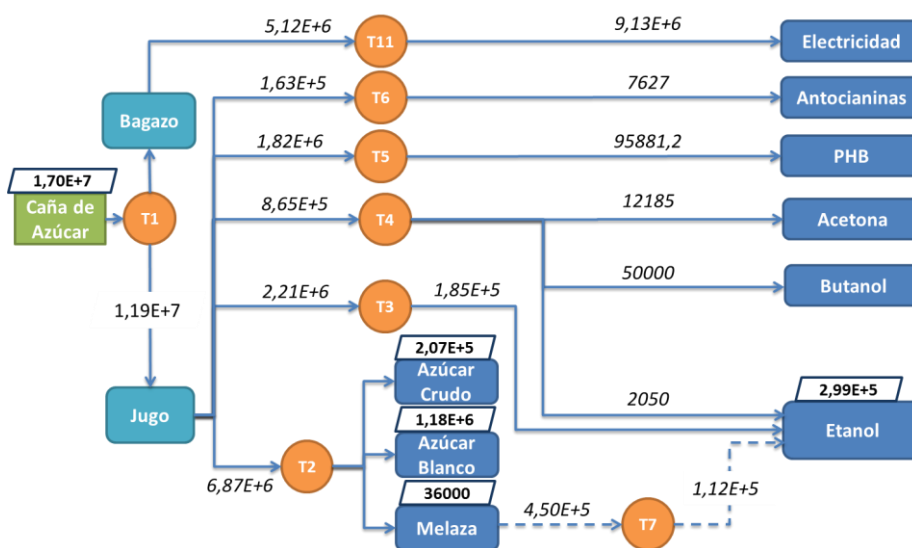 5,12E+6
T11
9,13E+6
Electricidad
1,63E+5
T6
7627
Antocianinas
Bagazo
1,82E+6
T5
95881,2
PHB
1,70E+7
Caña de
Azúcar
T1
8,65E+5
T4
12185
Acetona
50000
Butanol
1,19E+7
2,21E+6
T3
1,85E+5
2,07E+5
Azúcar
Crudo
Jugo
2050
2,99E+5
Etanol
1,18E+6
Azúcar
Blanco
T2
6,87E+6
36000
Melaza
4,50E+5
T7
1,12E+5